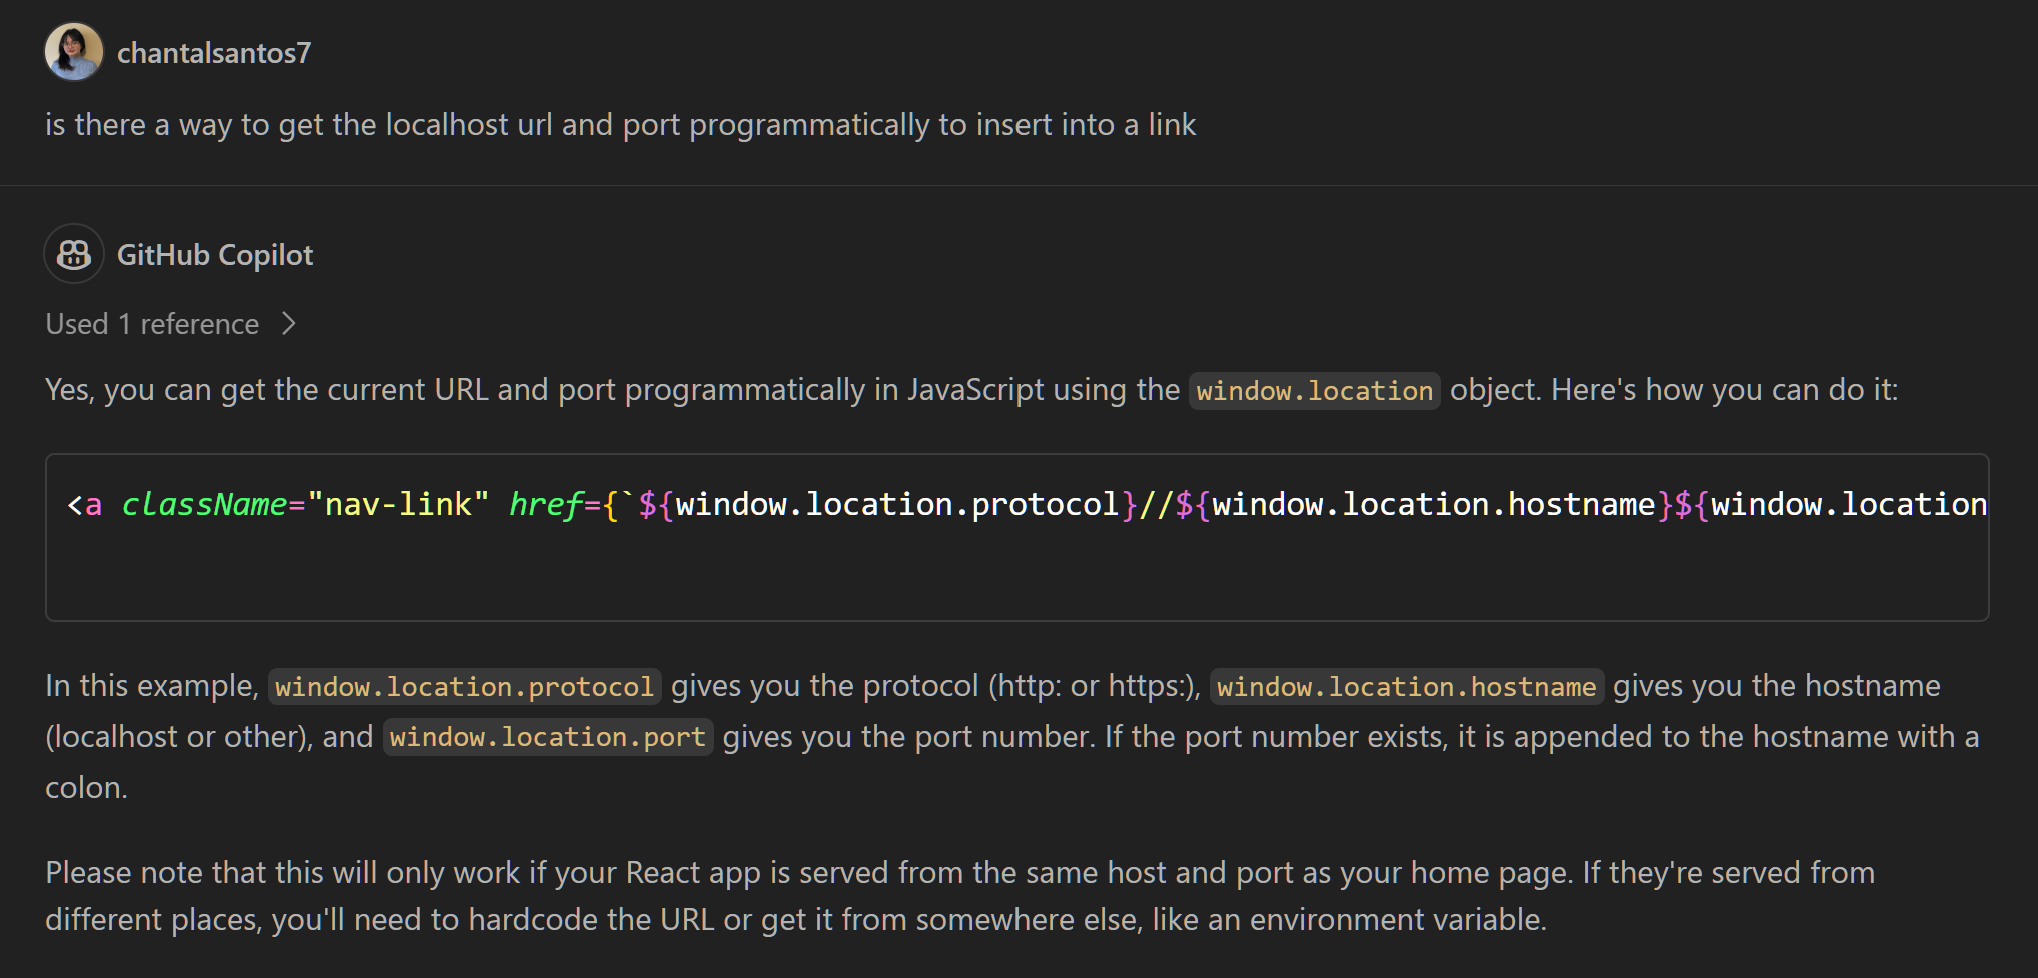 chantalsantos7
is there a way to get the localhost url and port programmatically to insert into a link
GitHub Copilot
Used 1 reference
Yes, you can get the current URL and port programmatically in JavaScript using the window.location object. Here's how you can do it:
<a className="nav-link" href={`${window.location.protocol}//${window.location.hostname}${window.location
In this example, window.location.protocol gives you the protocol (http: or https:), window.location.hostname gives you the hostname
(localhost or other), and window.location.port gives you the port number. If the port number exists, it is appended to the hostname with a
colon.
Please note that this will only work if your React app is served from the same host and port as your home page. If they're served from
different places, you'll need to hardcode the URL or get it from somewhere else, like an environment variable.